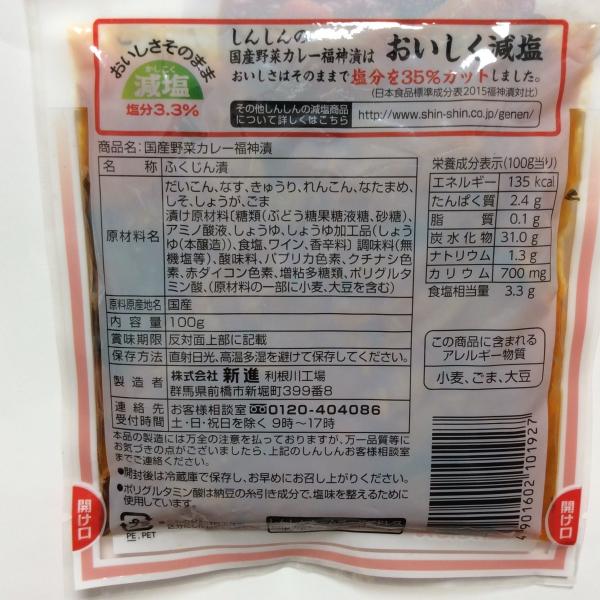 おいしさそのまま
げんえん
減塩
塩分3.3%
しんしんの
国産野菜カレー福神漬は おいしく減塩
おいしさはそのままで塩分を35%カットしました。
(日本食品標準成分表2015福神漬対比)
その他しんしんの減塩商品
について詳しくはこちら
http://www.shin-shin.co.jp/genen/
商品名:国産野菜カレー福神漬
名称 ふくじん漬
原材料名
だいこん、なす、きゅうり、れんこん、なたまめ、
しそ、しょうが、ごま
漬け原材料〔糖類(ぶどう糖果糖液糖、砂糖)、
アミノ酸液、しょうゆ、しょうゆ加工品(しょう
ゆ(本醸造))、食塩、ワイン、香辛料〕調味料(無
機塩等)、酸味料、パプリカ色素、クチナシ色
素、赤ダイコン色素、増粘多糖類、ポリグルタ
ミン酸、(原材料の一部に小麦、大豆を含む)
原料原産地名 国産
内容量 100g
賞味期限 反対面上部に記載
保存方法 直射日光、高温多湿を避けて保存してください。
製造者 株式会社 新進 利根川工場
群馬県前橋市新堀町399番8
連絡先 お客様相談室 0120-404086
受付時間 土・日・祝日を除く 9時〜17時
栄養成分表示(100g当り)
エネルギー 135 kcal
たんぱく質 2.4 g
脂質 0.1 g
炭水化物 31.0 g
ナトリウム 1.3 g
カリウム 700 mg
食塩相当量 3.3 g
この商品に含まれる
アレルギー物質
小麦、ごま、大豆
本品の製造には万全の注意を払っておりますが、万一品質等に
お気づきの点がございましたら、上記のしんしんお客様相談室
までご連絡ください。
●開封後は冷蔵庫で保存し、お早めにお召し上がりください。
●ポリグルタミン酸は納豆の糸引き成分で、塩味を整えるために
使用しています。
プラ
PE,PET
4901602101927
開け口
開け口